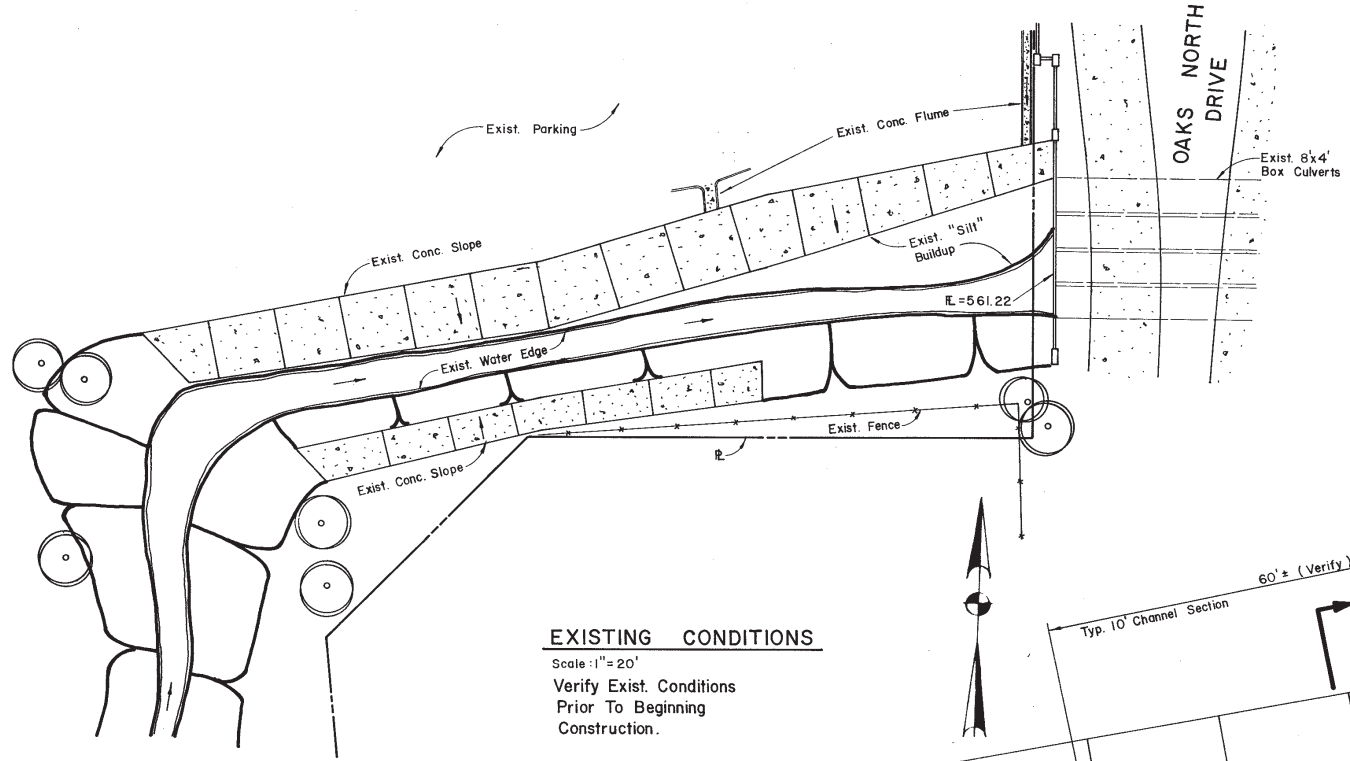 OAKS NORTH
DRIVE
Exist. Parking
Exist. Conc. Flume
Exist. 8'x4'
Box Culverts
Exist. Conc. Slope
Exist. "Silt"
Buildup
FL=561.22
Exist. Water Edge
Exist. Fence
PL
Exist. Conc. Slope
60'± (Verify)
Typ. 10' Channel Section
EXISTING CONDITIONS
Scale: 1"=20'
Verify Exist. Conditions
Prior To Beginning
Construction.